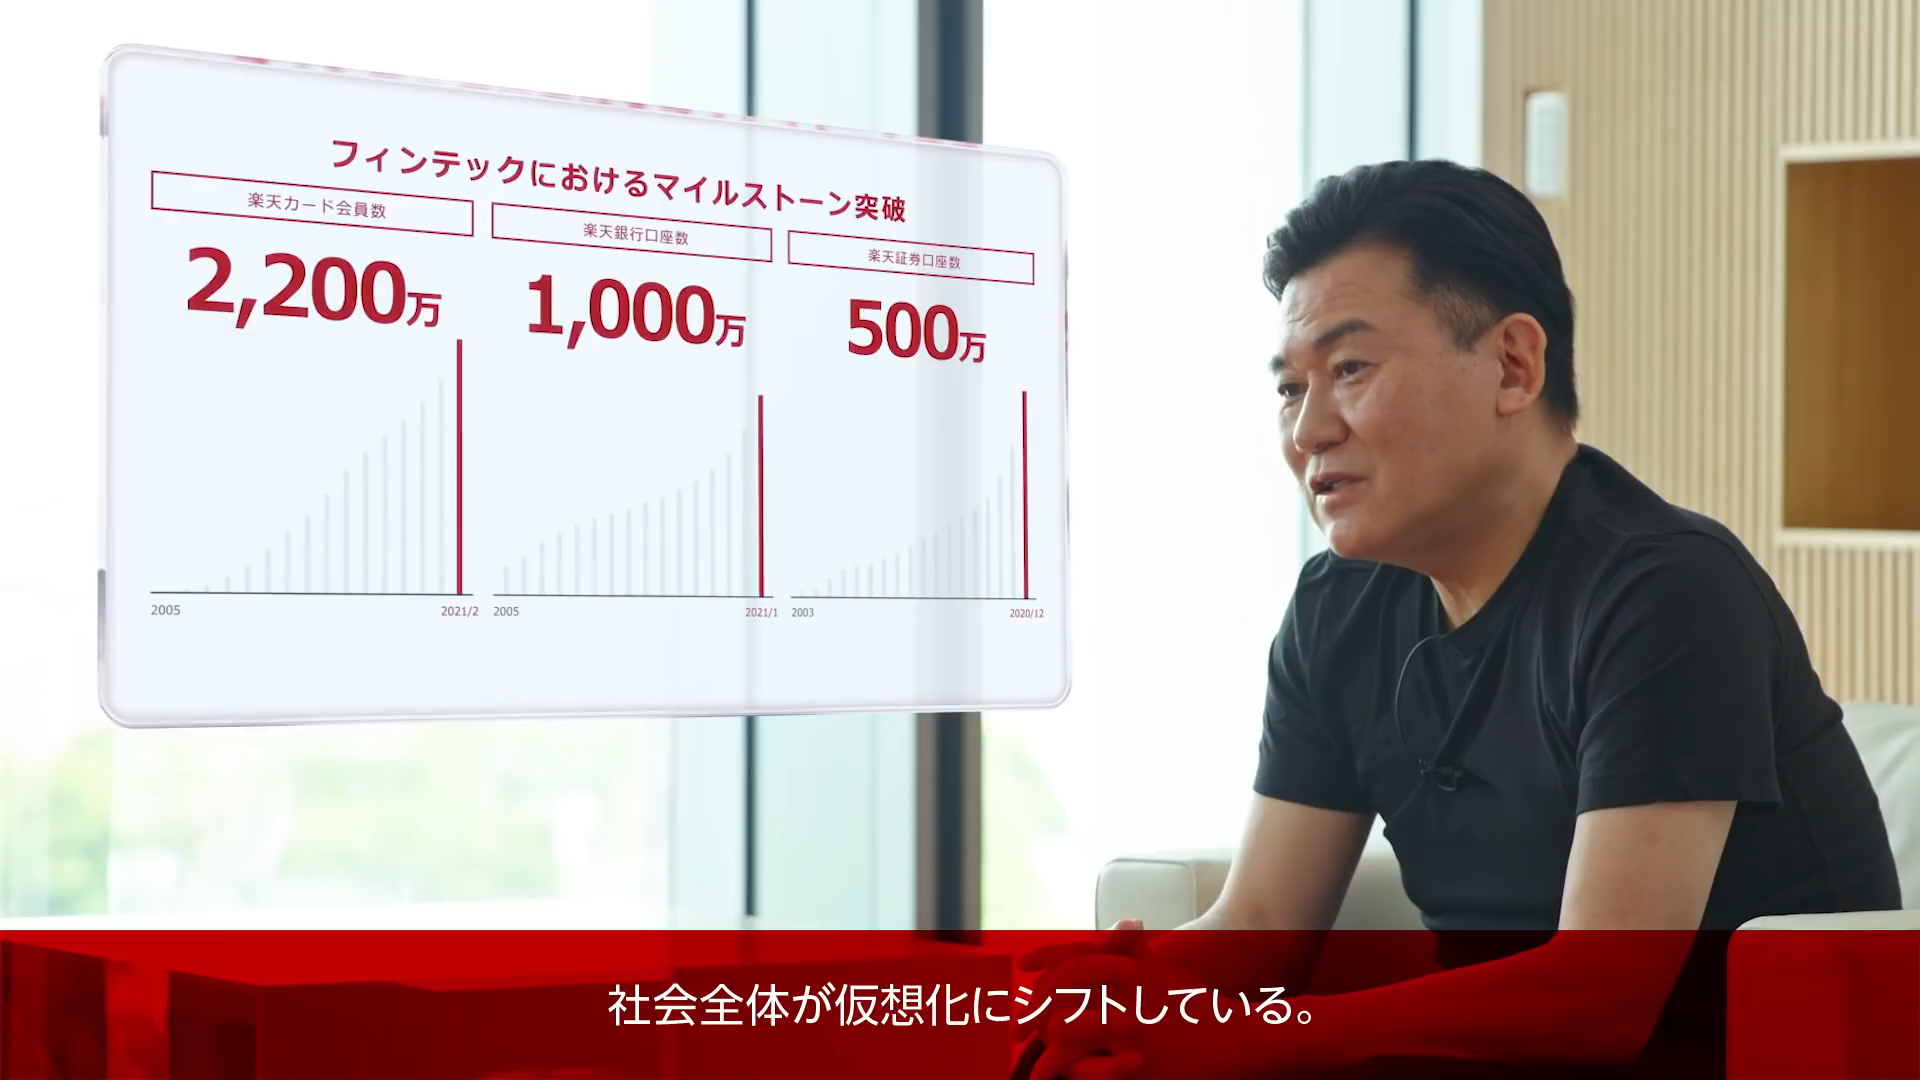 フィンテックにおけるマイルストーン突破
楽天カード会員数
2,200万
2005
2021/2
楽天銀行口座数
1,000万
2005
2021/1
楽天証券口座数
500万
2003
2020/12
社会全体が仮想化にシフトしている。